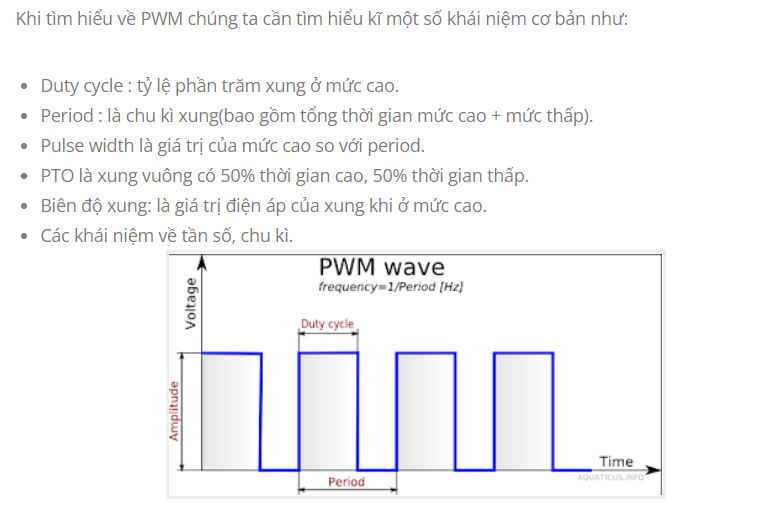 Khi tìm hiểu về PWM chúng ta cần tìm hiểu kĩ một số khái niệm cơ bản như:
Duty cycle : tỷ lệ phần trăm xung ở mức cao.
Period : là chu kì xung(bao gồm tổng thời gian mức cao + mức thấp).
Pulse width là giá trị của mức cao so với period.
PTO là xung vuông có 50% thời gian cao, 50% thời gian thấp.
Biên độ xung: là giá trị điện áp của xung khi ở mức cao.
Các khái niệm về tần số, chu kì.
PWM wave
frequency=1/Period [Hz]
Voltage
Duty cycle
Amplitude
Time
AQUATICUS.INFO
Period